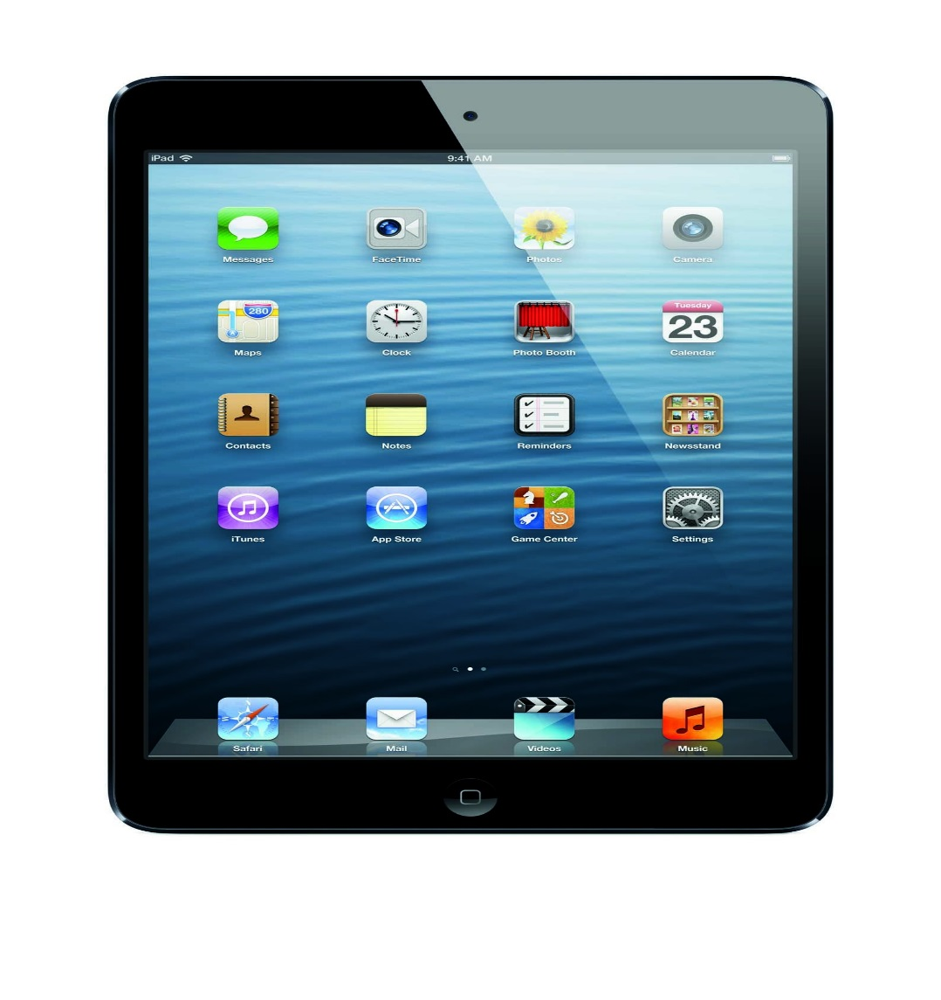 iPad 9:41 AM
Messages FaceTime Photos Camera
280
Tuesday
23
Maps Clock Photo Booth Calendar
Contacts Notes Reminders Newsstand
iTunes App Store Game Center Settings
Safari Mail Videos Music